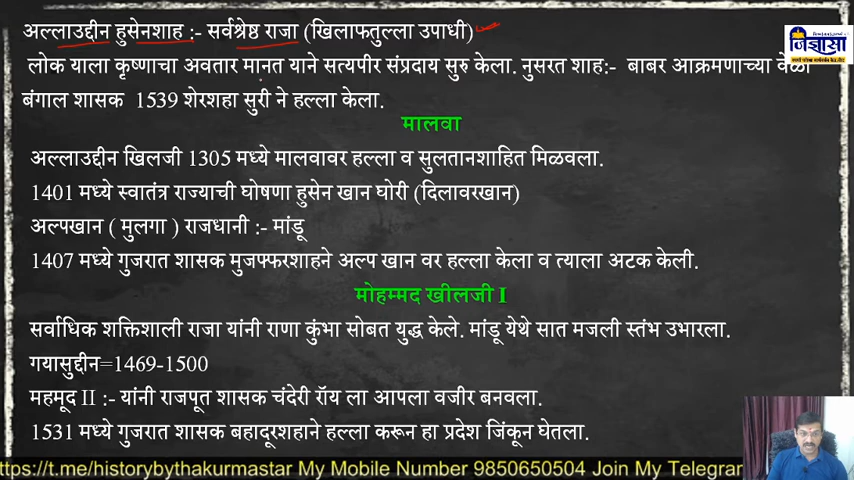 अल्लाउद्दीन हुसेनशाह :- सर्वश्रेष्ठ राजा (खिलाफतुल्ला उपाधी)
लोक याला कृष्णाचा अवतार मानत याने सत्यपीर संप्रदाय सुरु केला. नुसरत शाह:- बाबर आक्रमणाच्या वेळी
बंगाल शासक 1539 शेरशहा सुरी ने हल्ला केला.
जिज्ञासा
मालवा
अल्लाउद्दीन खिलजी 1305 मध्ये मालवावर हल्ला व सुलतानशाहित मिळवला.
1401 मध्ये स्वातंत्र राज्याची घोषणा हुसेन खान घोरी (दिलावरखान)
अल्पखान ( मुलगा ) राजधानी :- मांडू
1407 मध्ये गुजरात शासक मुजफ्फरशाहने अल्प खान वर हल्ला केला व त्याला अटक केली.
मोहम्मद खीलजी I
सर्वाधिक शक्तिशाली राजा यांनी राणा कुंभा सोबत युद्ध केले. मांडू येथे सात मजली स्तंभ उभारला.
गयासुद्दीन=1469-1500
महमूद II :- यांनी राजपूत शासक चंदेरी रॉय ला आपला वजीर बनवला.
1531 मध्ये गुजरात शासक बहादूरशहाने हल्ला करून हा प्रदेश जिंकून घेतला.
https://t.me/historybythakurmastar My Mobile Number 9850650504 Join My Telegrar